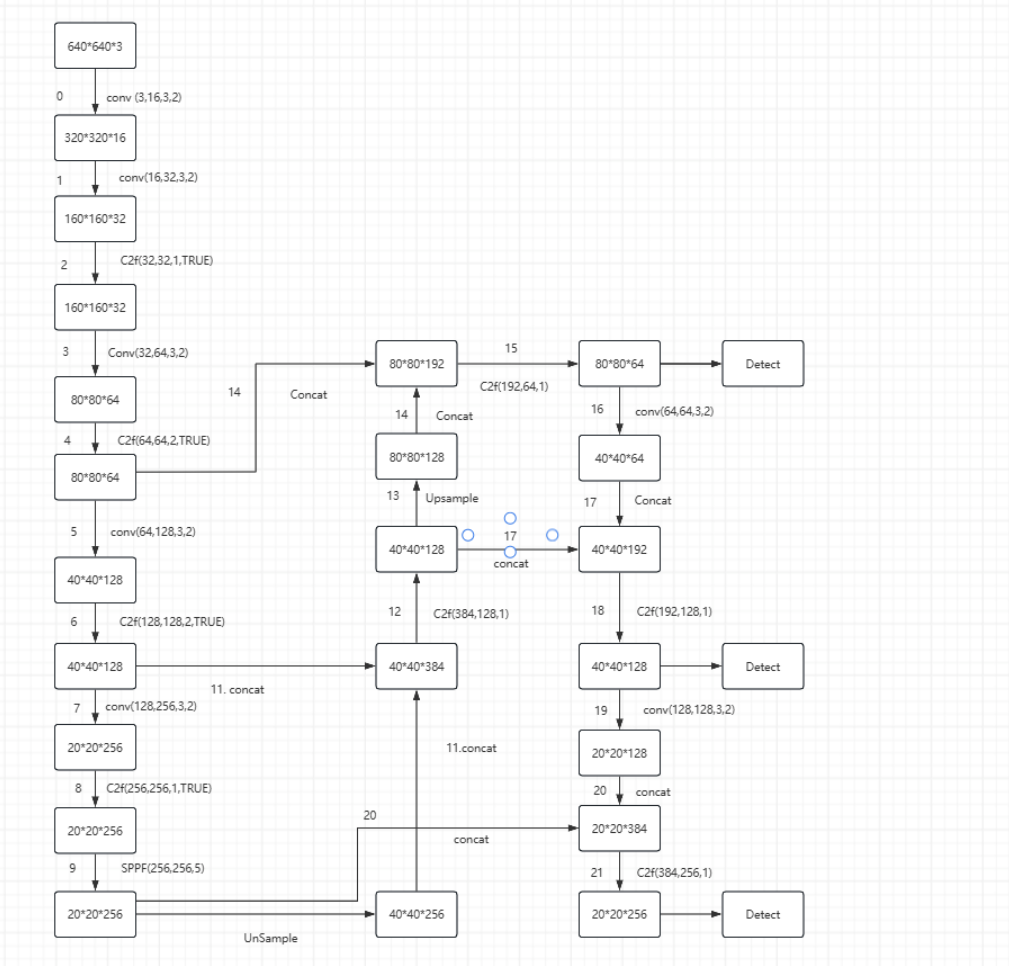 640*640*3
0
conv (3,16,3,2)
320*320*16
1
conv(16,32,3,2)
160*160*32
2
C2f(32,32,1,TRUE)
160*160*32
3
Conv(32,64,3,2)
80*80*64
4
C2f(64,64,2,TRUE)
80*80*64
5
conv(64,128,3,2)
40*40*128
6
C2f(128,128,2,TRUE)
40*40*128
7
conv(128,256,3,2)
20*20*256
8
C2f(256,256,1,TRUE)
20*20*256
9
SPPF(256,256,5)
20*20*256
UnSample
14
Concat
11. concat
20
concat
80*80*192
14
Concat
80*80*128
13
Upsample
40*40*128
12
C2f(384,128,1)
40*40*384
11.concat
40*40*256
15
C2f(192,64,1)
17
concat
80*80*64
Detect
16
conv(64,64,3,2)
40*40*64
17
Concat
40*40*192
18
C2f(192,128,1)
40*40*128
Detect
19
conv(128,128,3,2)
20*20*128
20
concat
20*20*384
21
C2f(384,256,1)
20*20*256
Detect